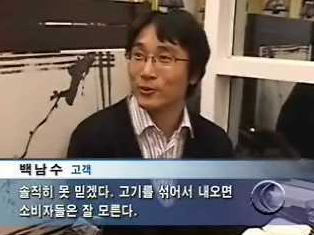 백남수 고객
솔직히 못 믿겠다. 고기를 섞어서 내오면
소비자들은 잘 모른다.